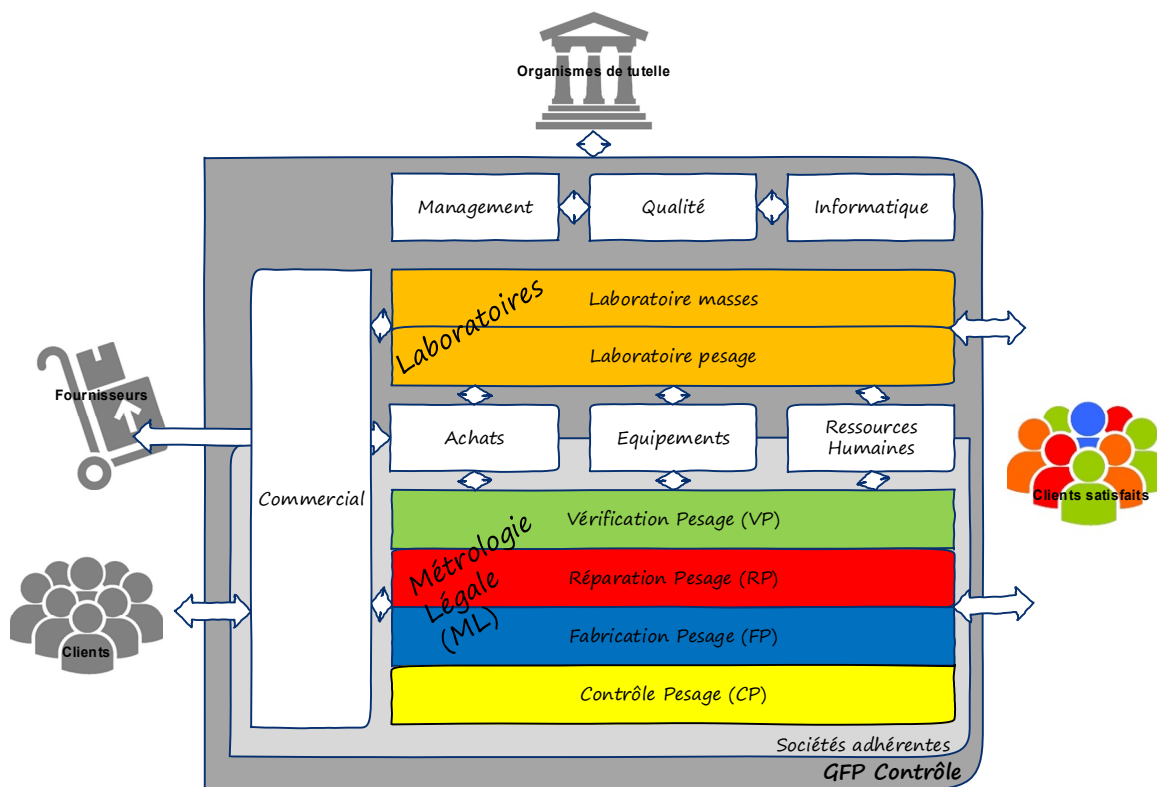 Organismes de tutelle
Management
Qualité
Informatique
Laboratoires
Laboratoire masses
Laboratoire pesage
Fournisseurs
Achats
Equipements
Ressources
Humaines
Commercial
Clients satisfaits
Métrologie
Légale
(ML)
Vérification Pesage (VP)
Réparation Pesage (RP)
Fabrication Pesage (FP)
Contrôle Pesage (CP)
Clients
Sociétés adhérentes
GFP Contrôle